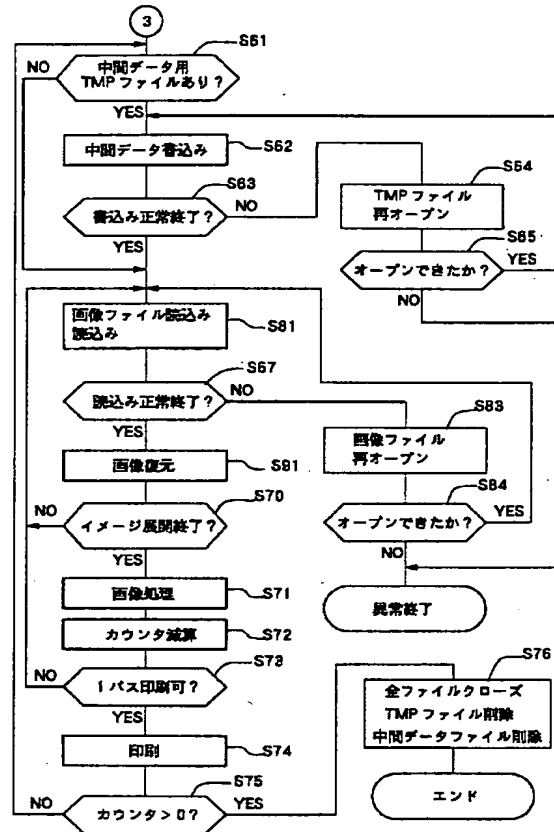 3
S61
中間データ用
TMPファイルあり?
NO
YES
S62
中間データ書込み
S63
書込み正常終了?
NO
YES
S64
TMPファイル
再オープン
S65
オープンできたか?
YES
NO
画像ファイル読込み
読込み
S81
S67
読込み正常終了?
NO
YES
S83
画像ファイル
再オープン
画像復元
S91
S84
オープンできたか?
YES
NO
S70
イメージ展開終了?
NO
YES
異常終了
画像処理
S71
カウンタ減算
S72
S73
1パス印刷可?
NO
YES
S76
全ファイルクローズ
TMPファイル削除
中間データファイル削除
印刷
S74
S75
カウンタ>0?
NO
YES
エンド